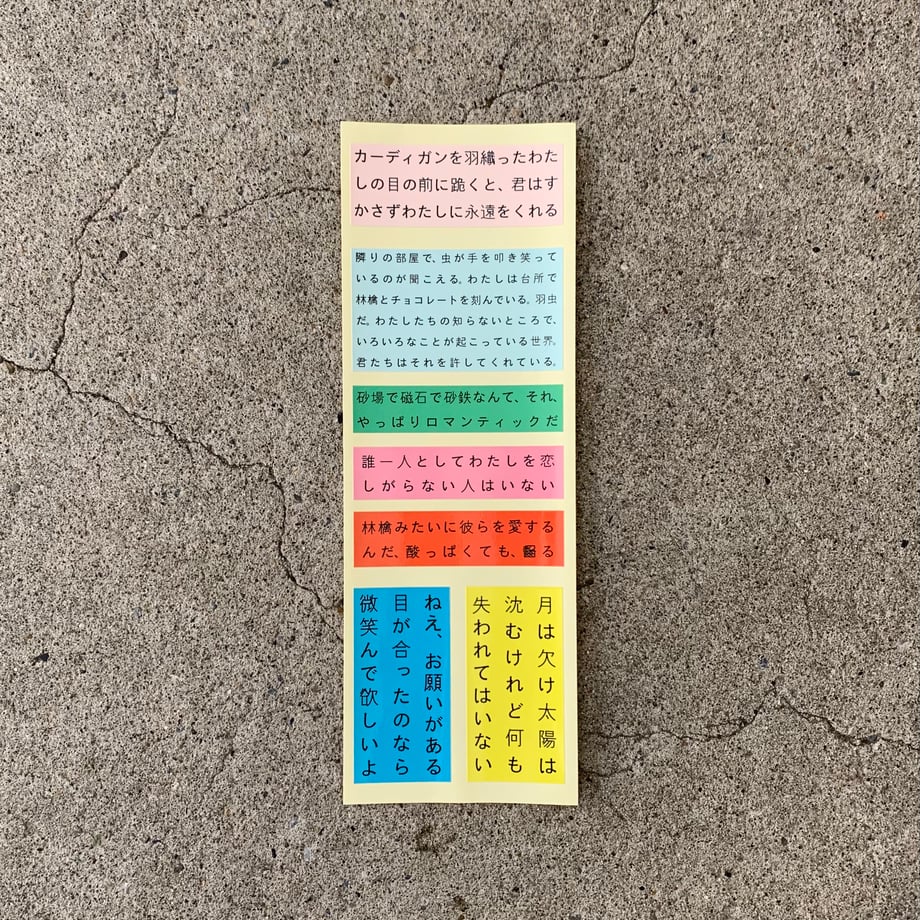 カーディガンを羽織ったわた
しの目の前に跪くと、君はす
かさずわたしに永遠をくれる
隣りの部屋で、虫が手を叩き笑って
いるのが聞こえる。わたしは台所で
林檎とチョコレートを刻んでいる。羽虫
だ。わたしたちの知らないところで、
いろいろなことが起こっている世界。
君たちはそれを許してくれている。
砂場で磁石で砂鉄なんて、それ、
やっぱりロマンティックだ
誰一人としてわたしを恋
しがらない人はいない
林檎みたいに彼らを愛する
んだ、酸っぱくても、齧る
ねえ、お願いがある
目が合ったのなら
微笑んで欲しいよ
月は欠け太陽は
沈むけれど何も
失われてはいない